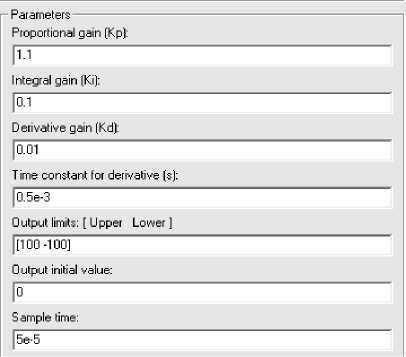 Parameters
Proportional gain (Kp):
1.1
Integral gain (Ki):
0.1
Derivative gain (Kd):
0.01
Time constant for derivative (s):
0.5e-3
Output limits: [ Upper Lower ]
[100 -100]
Output initial value:
0
Sample time:
5e-5